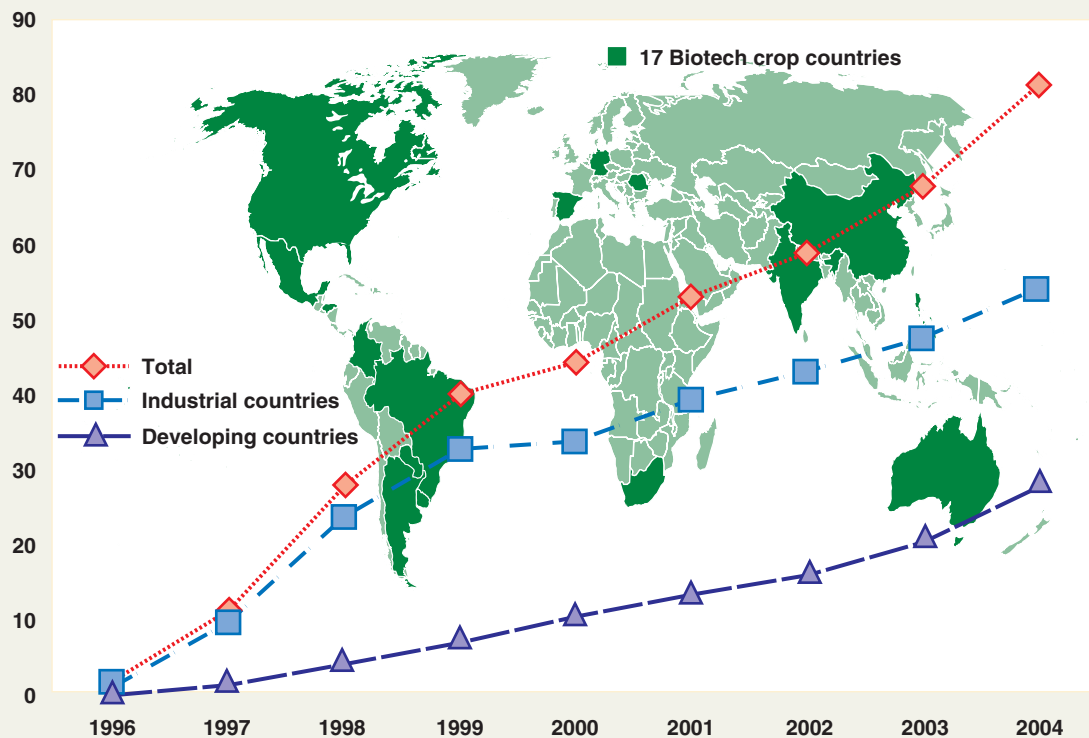 90
17 Biotech crop countries
80
70
60
50
Total
40
Industrial countries
Developing countries
30
20
10
0
1996 1997 1998 1999 2000 2001 2002 2003 2004